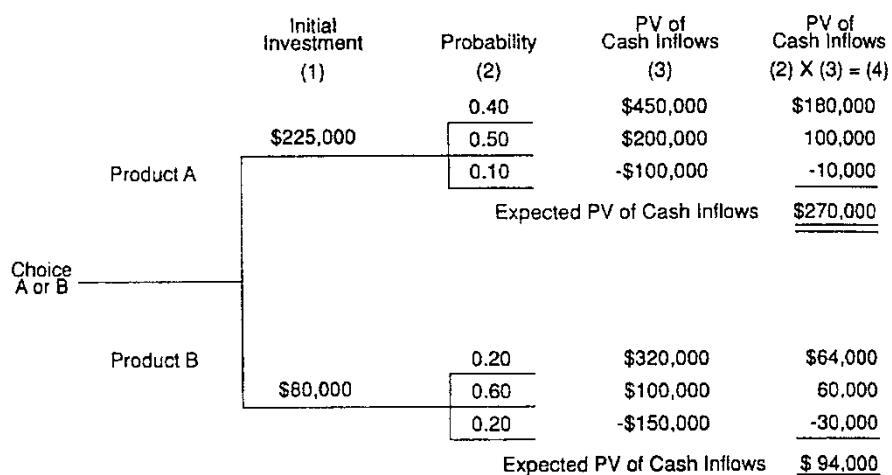 Initial Investment Probability PV of Cash Inflows PV of Cash Inflows
(1) (2) (3) (2) X (3) = (4)
0.40 $450,000 $180,000
$225,000 0.50 $200,000 100,000
Product A 0.10 -$100,000 -10,000
Expected PV of Cash Inflows $270,000
Choice
A or B
Product B 0.20 $320,000 $64,000
$80,000 0.60 $100,000 60,000
0.20 -$150,000 -30,000
Expected PV of Cash Inflows $ 94,000